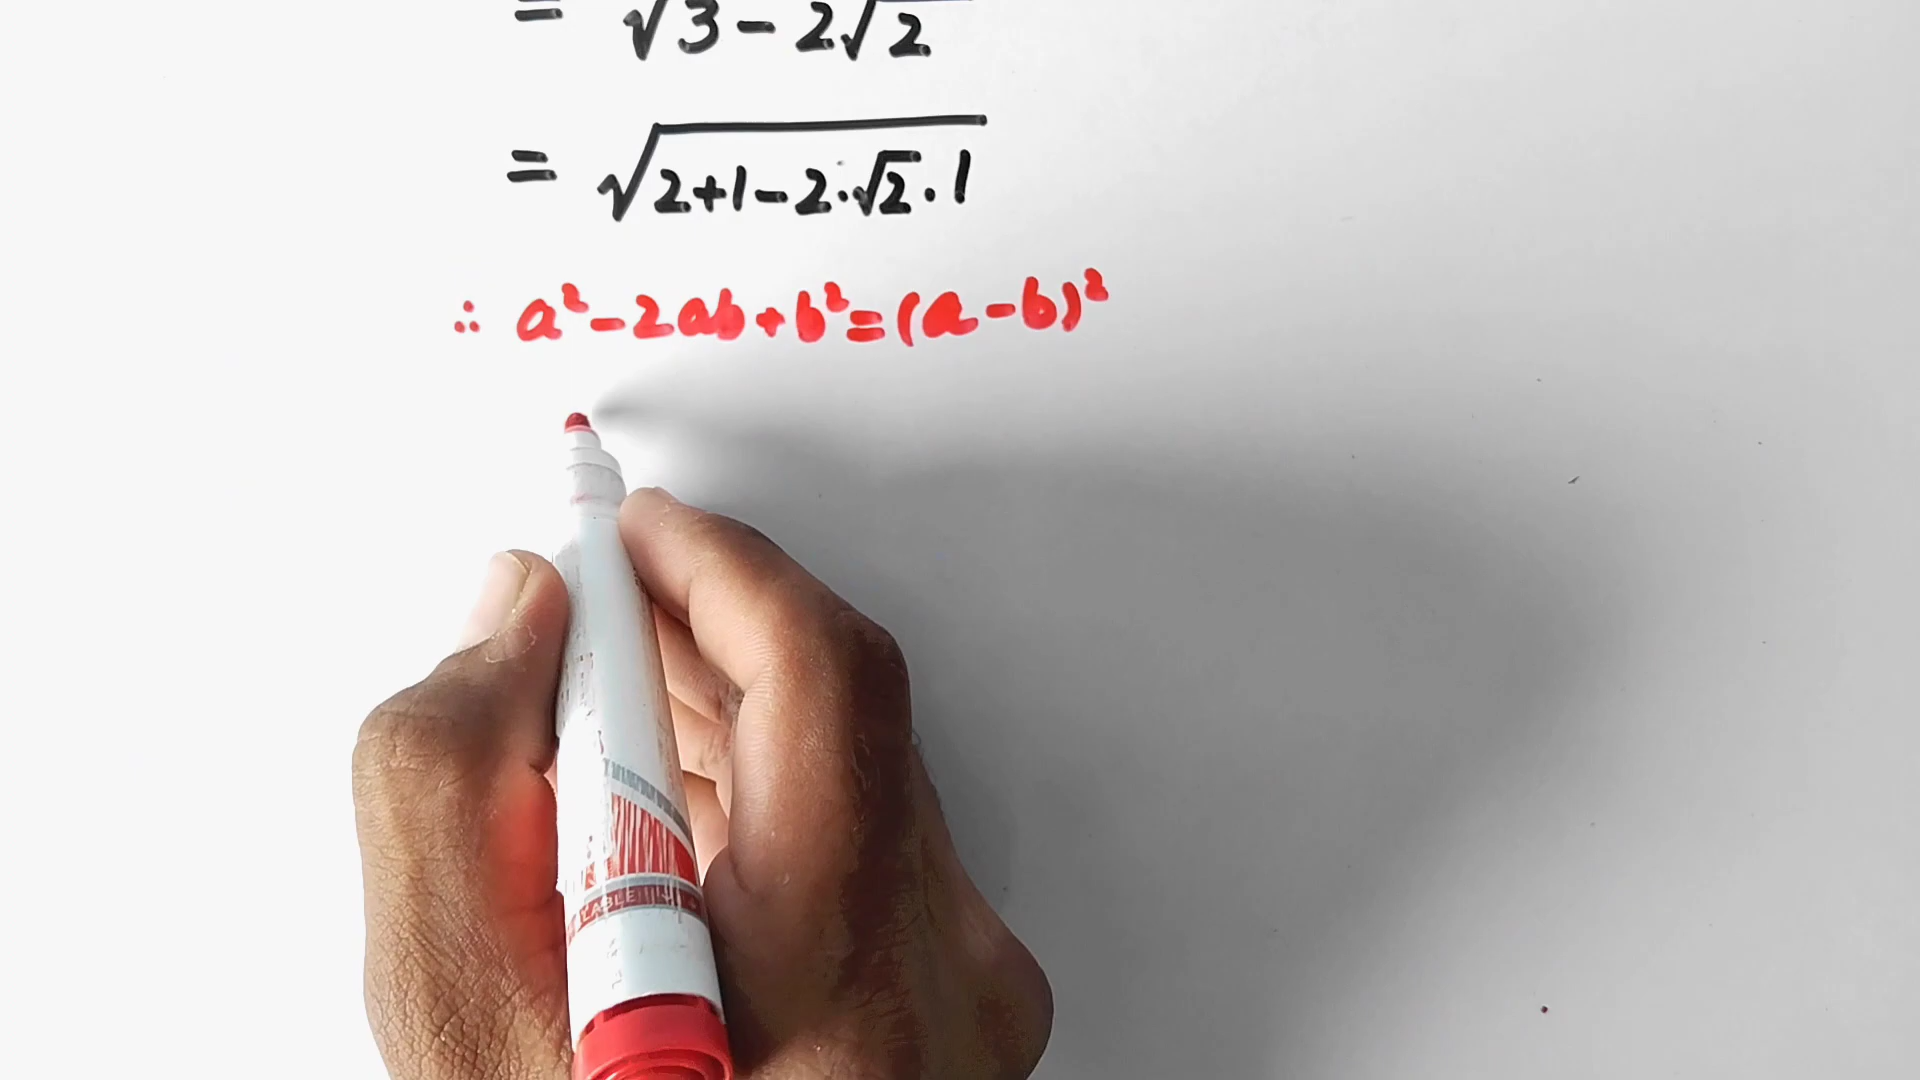 = √3 - 2√2
= √2+1-2·√2·1
∴ a²-2ab+b²=(a-b)²